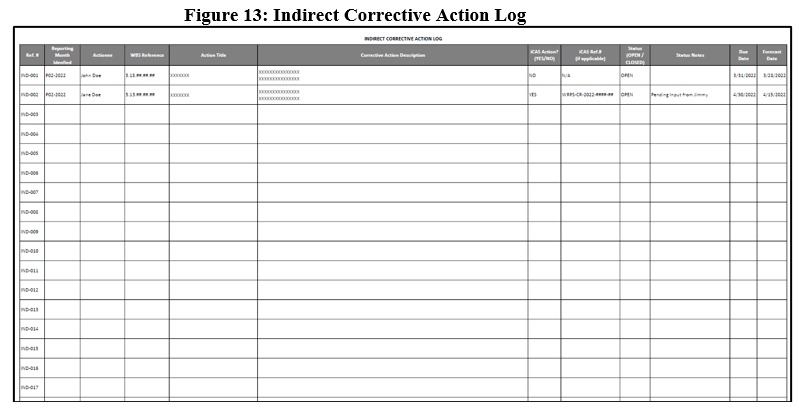 Figure 13: Indirect Corrective Action Log
INDIRECT CORRECTIVE ACTION LOG
Ref. # Reporting Month Idenified Actionee WBS Reference Action Title Corrective Action Description iCAS Action? (YES/NO) iCAS Ref.# (if applicable) Status (OPEN / CLOSED) Status Notes Due Date Forecast Date
IND-001 P02-2022 John Doe 5.13.##.##.## XXXXXXX XXXXXXXXXXXXXXX XXXXXXXXXXXXXXX NO N/A OPEN 3/31/2022 3/23/2022
IND-002 P02-2022 Jane Doe 5.13.##.##.## XXXXXXX XXXXXXXXXXXXXXX XXXXXXXXXXXXXXX YES WRPS-CR-2022-####-## OPEN Pending input from Jimmy 4/30/2022 4/15/2022
IND-003
IND-004
IND-005
IND-006
IND-007
IND-008
IND-009
IND-010
IND-011
IND-012
IND-013
IND-014
IND-015
IND-016
IND-017